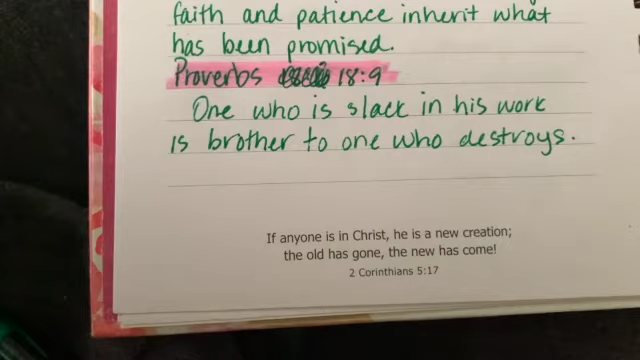 faith and patience inherit what
has been promised.
Proverbs 18:9
One who is slack in his work
is brother to one who destroys.
If anyone is in Christ, he is a new creation;
the old has gone, the new has come!
2 Corinthians 5:17